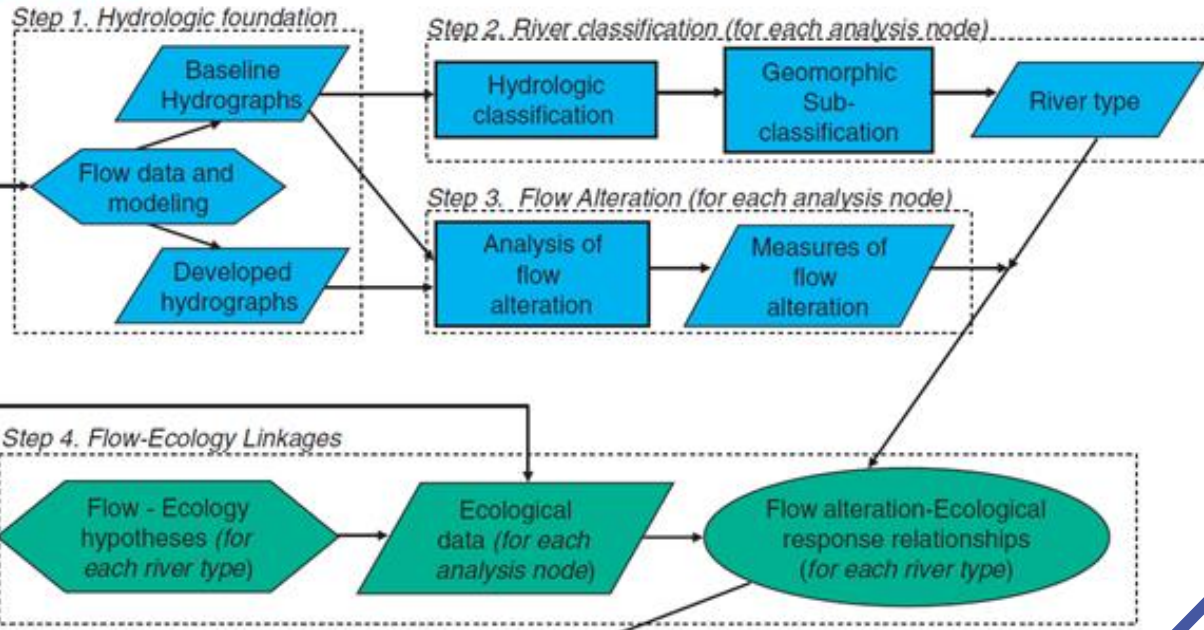 Step 1. Hydrologic foundation
Baseline
Hydrographs
Flow data and
modeling
Developed
hydrographs
Step 2. River classification (for each analysis node)
Hydrologic
classification
Geomorphic
Sub-
classification
River type
Step 3.  Flow Alteration (for each analysis node)
Analysis of
flow
alteration
Measures of
flow
alteration
Step 4. Flow-Ecology Linkages
Flow - Ecology
hypotheses (for
each river type)
Ecological
data (for each
analysis node)
Flow alteration-Ecological
response relationships
(for each river type)